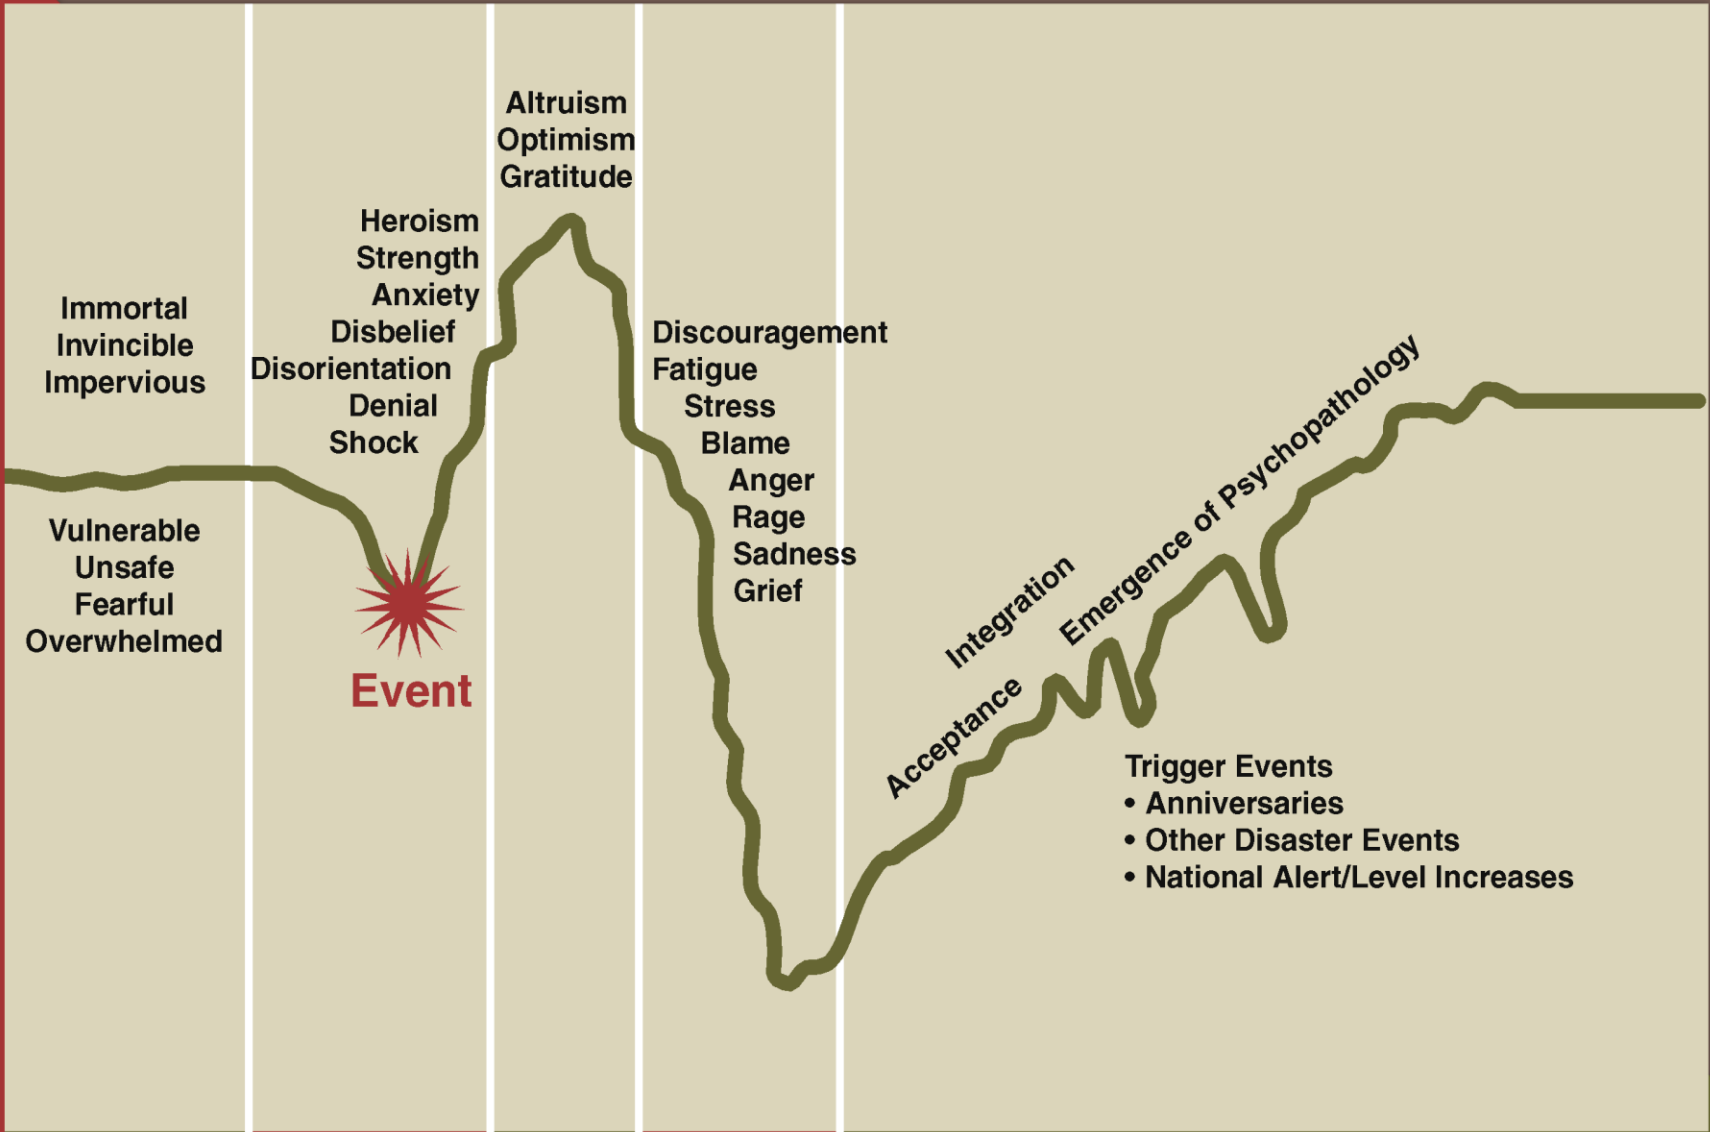 Immortal
Invincible
Impervious
Vulnerable
Unsafe
Fearful
Overwhelmed
Heroism
Strength
Anxiety
Disbelief
Disorientation
Denial
Shock
Event
Altruism
Optimism
Gratitude
Discouragement
Fatigue
Stress
Blame
Anger
Rage
Sadness
Grief
Acceptance
Integration
Emergence of Psychopathology
Trigger Events
• Anniversaries
• Other Disaster Events
• National Alert/Level Increases